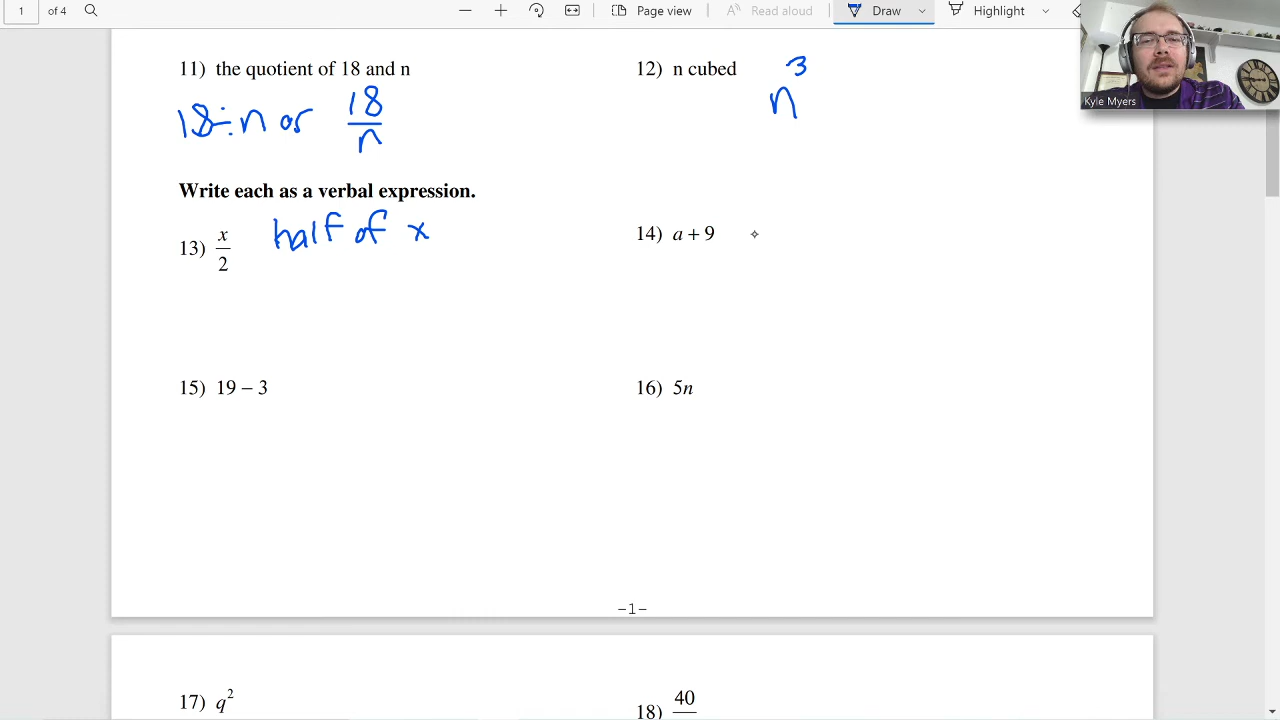 1 of 4 Page view Read aloud Draw Highlight
Kyle Myers
11) the quotient of 18 and n
18÷n or 18/n
12) n cubed
n³
Write each as a verbal expression.
13) x/2 half of x
14) a + 9
15) 19 − 3
16) 5n
-1-
17) q²
18) 40